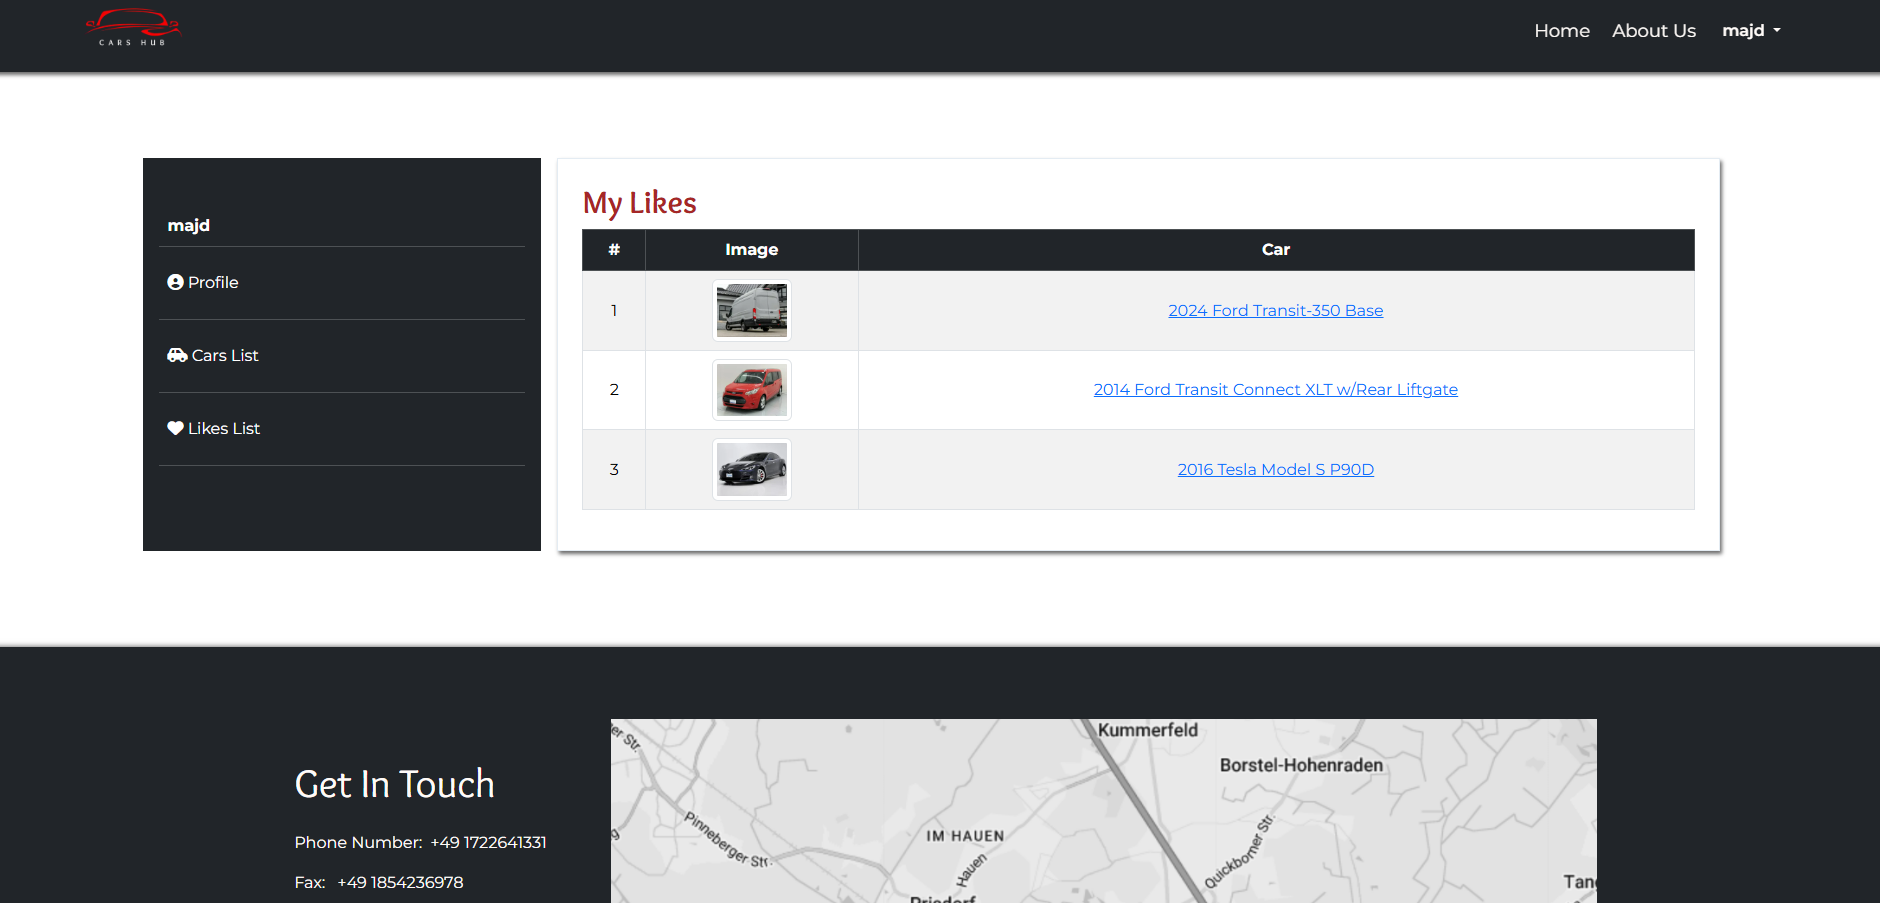 CARS HUB
Home About Us majd
majd
Profile
Cars List
Likes List
My Likes
# Image Car
1 2024 Ford Transit-350 Base
2 2014 Ford Transit Connect XLT w/Rear Liftgate
3 2016 Tesla Model S P90D
Get In Touch
Phone Number: +49 1722641331
Fax: +49 1854236978
Kummerfeld
Borstel-Hohenraden
Pinneberger Str.
IM HAUEN
Hauen
Quickborner Str.
Prisdorf